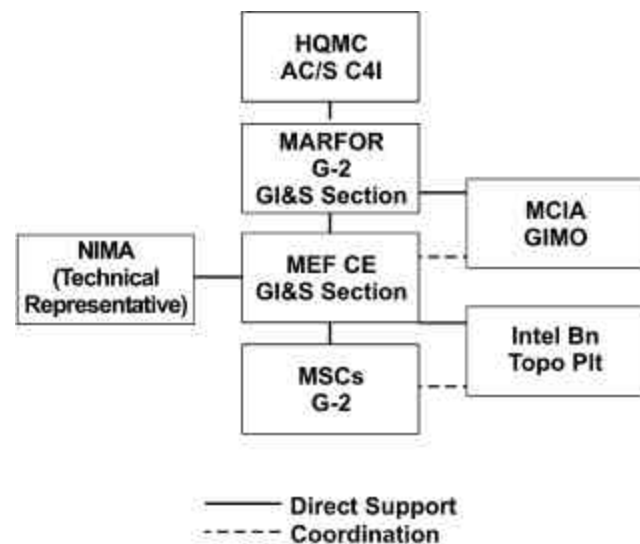 HQMC
AC/S C4I
MARFOR
G-2
GI&S Section
MCIA
GIMO
NIMA
(Technical
Representative)
MEF CE
GI&S Section
Intel Bn
Topo Plt
MSCs
G-2
Direct Support
Coordination